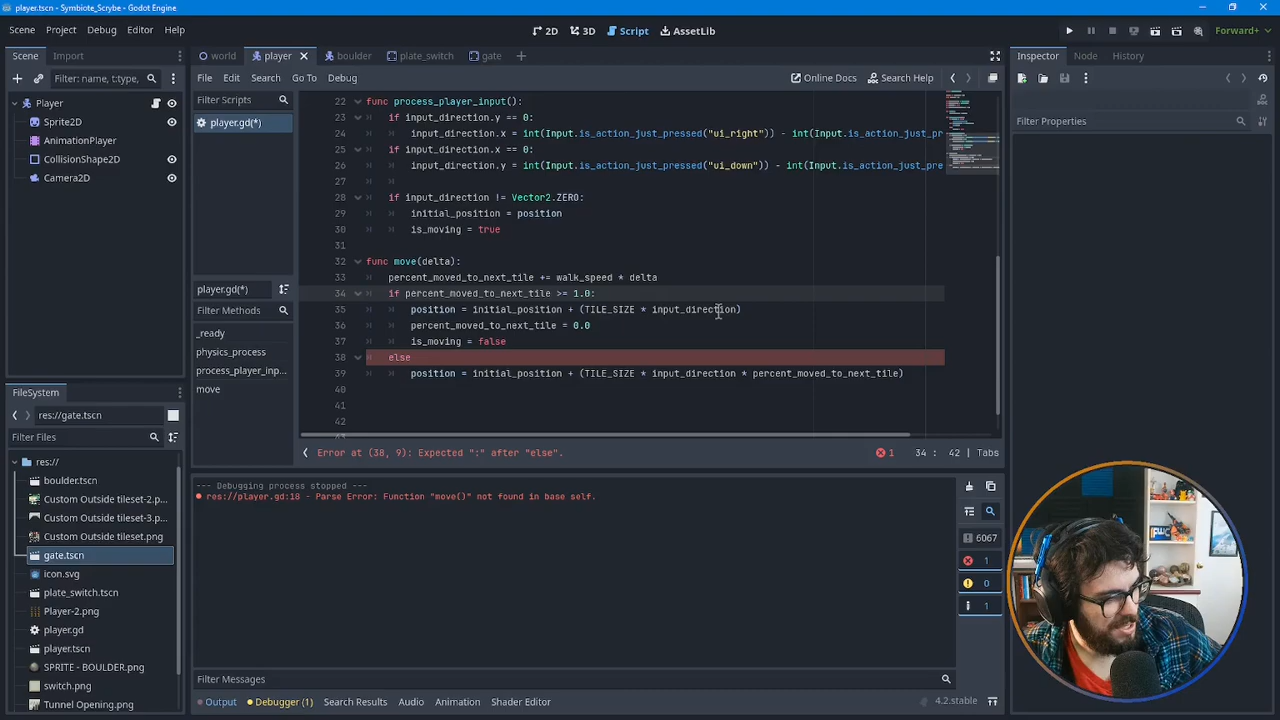 player.tscn - Symbiote_Scrybe - Godot Engine
Scene Project Debug Editor Help
2D 3D Script AssetLib
Forward+
Scene Import
world player boulder plate_switch gate
Inspector Node History
Filter: name, t:type,
File Edit Search Go To Debug
Online Docs Search Help
Player
Sprite2D
AnimationPlayer
CollisionShape2D
Camera2D
Filter Scripts
player.gd(*)
player.gd(*)
Filter Methods
_ready
physics_process
process_player_inp...
move
22 func process_player_input():
23 if input_direction.y == 0:
24 input_direction.x = int(Input.is_action_just_pressed("ui_right")) - int(Input.is_action_just_pre
25 if input_direction.x == 0:
26 input_direction.y = int(Input.is_action_just_pressed("ui_down")) - int(Input.is_action_just_pre
27
28 if input_direction != Vector2.ZERO:
29 initial_position = position
30 is_moving = true
31
32 func move(delta):
33 percent_moved_to_next_tile += walk_speed * delta
34 if percent_moved_to_next_tile >= 1.0:
35 position = initial_position + (TILE_SIZE * input_direction)
36 percent_moved_to_next_tile = 0.0
37 is_moving = false
38 else
39 position = initial_position + (TILE_SIZE * input_direction * percent_moved_to_next_tile)
40
41
42
43
Error at (38, 9): Expected ":" after "else".
1 34 : 42 | Tabs
Filter Properties
FileSystem
res://gate.tscn
Filter Files
res://
boulder.tscn
Custom Outside tileset-2.p...
Custom Outside tileset-3.p...
Custom Outside tileset.png
gate.tscn
icon.svg
plate_switch.tscn
Player-2.png
player.gd
player.tscn
SPRITE - BOULDER.png
switch.png
Tunnel Opening.png
--- Debugging process stopped ---
res://player.gd:18 - Parse Error: Function "move()" not found in base self.
6067
1
0
1
Filter Messages
Output Debugger (1) Search Results Audio Animation Shader Editor
4.2.stable